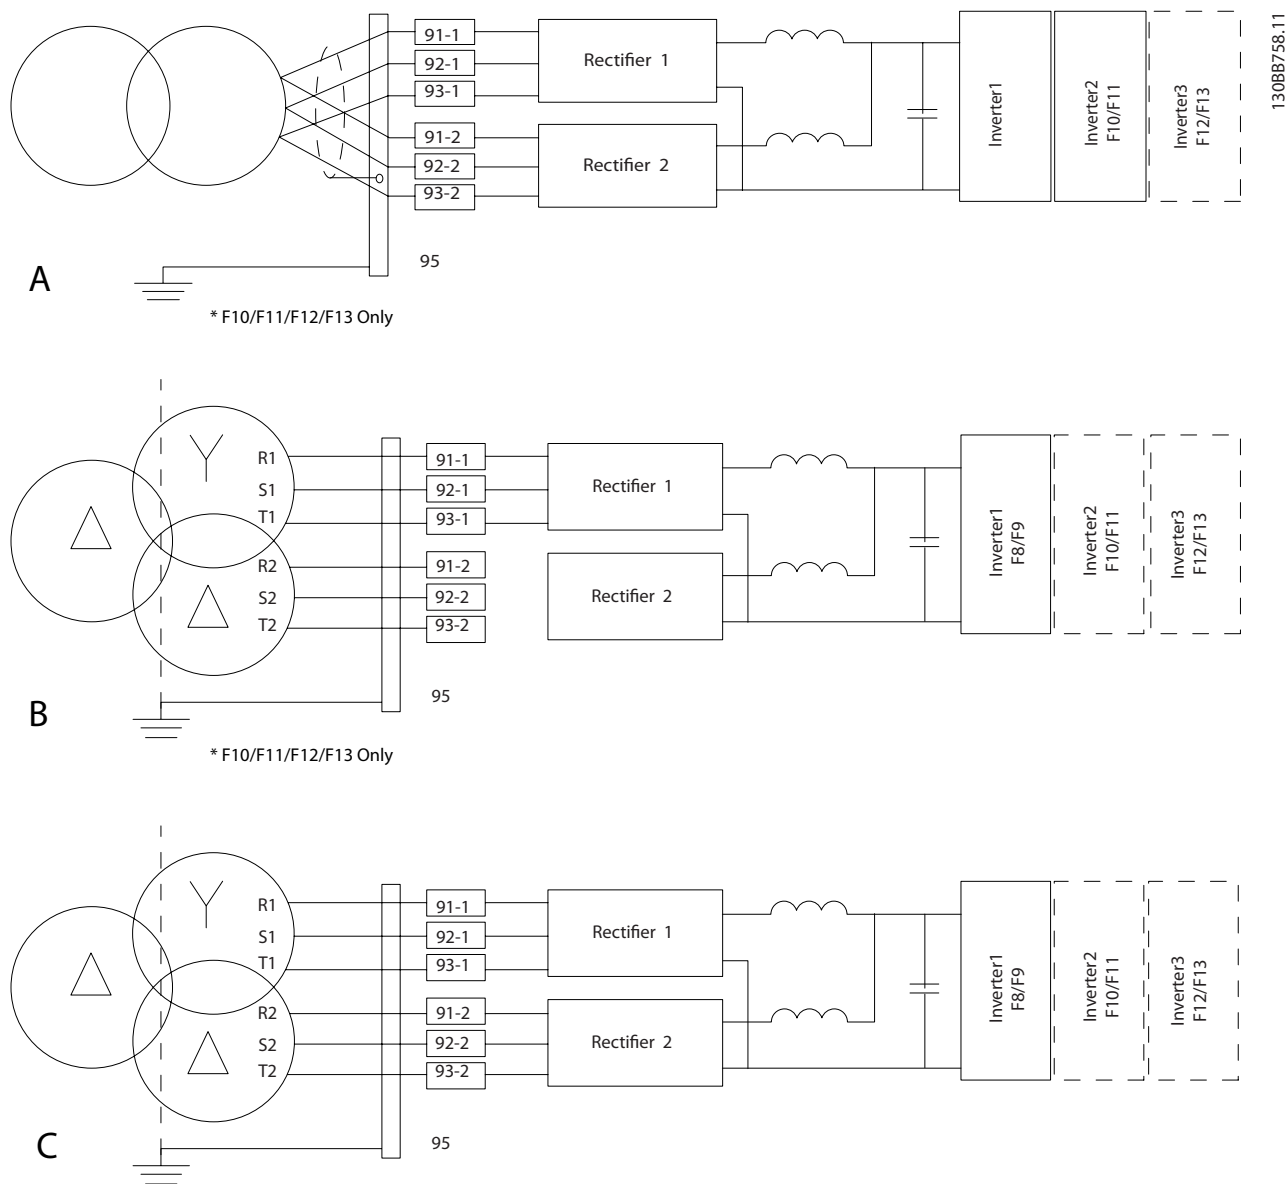 130BB758.11
91-1
92-1
93-1
91-2
92-2
93-2
95
Rectifier 1
Rectifier 2
Inverter1
Inverter2
F10/F11
Inverter3
F12/F13
A
* F10/F11/F12/F13 Only
R1
S1
T1
R2
S2
T2
91-1
92-1
93-1
91-2
92-2
93-2
95
Rectifier 1
Rectifier 2
Inverter1
F8/F9
Inverter2
F10/F11
Inverter3
F12/F13
B
* F10/F11/F12/F13 Only
R1
S1
T1
R2
S2
T2
91-1
92-1
93-1
91-2
92-2
93-2
95
Rectifier 1
Rectifier 2
Inverter1
F8/F9
Inverter2
F10/F11
Inverter3
F12/F13
C